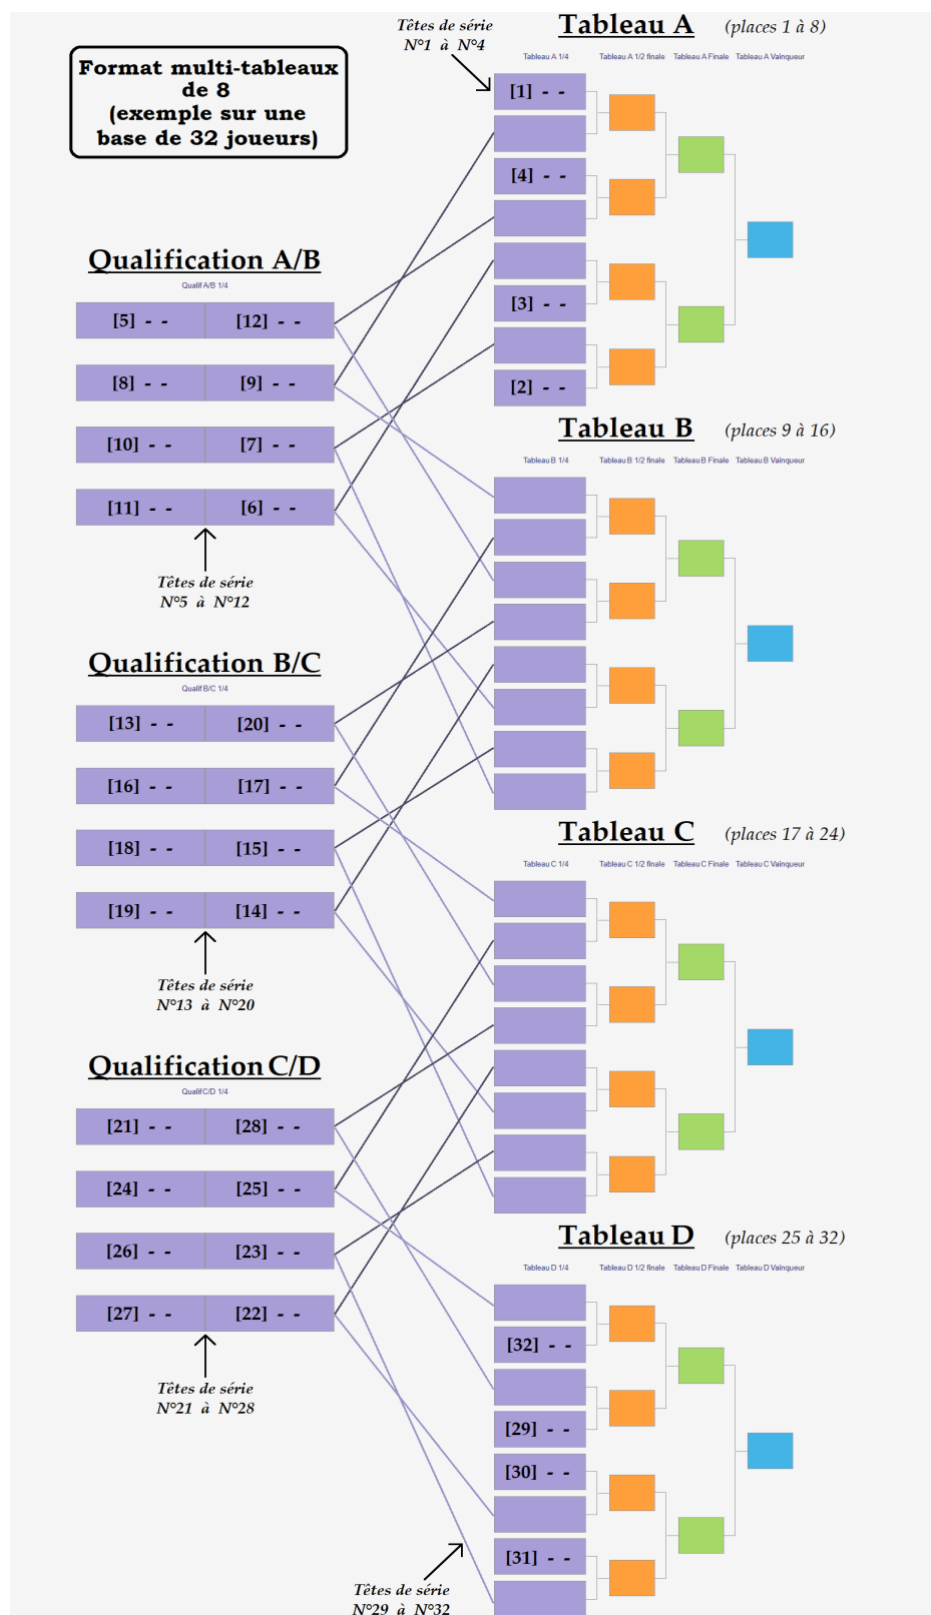 Têtes de série
N°1 à N°4
Tableau A (places 1 à 8)
Format multi-tableaux
de 8
(exemple sur une
base de 32 joueurs)
Tableau A 1/4 Tableau A 1/2 finale Tableau A Finale Tableau A Vainqueur
[1] - -
[4] - -
[3] - -
[2] - -
Qualification A/B
Qualif A/B 1/4
[5] - - [12] - -
[8] - - [9] - -
[10] - - [7] - -
[11] - - [6] - -
Têtes de série
N°5 à N°12
Tableau B (places 9 à 16)
Tableau B 1/4 Tableau B 1/2 finale Tableau B Finale Tableau B Vainqueur
Qualification B/C
Qualif B/C 1/4
[13] - - [20] - -
[16] - - [17] - -
[18] - - [15] - -
[19] - - [14] - -
Têtes de série
N°13 à N°20
Tableau C (places 17 à 24)
Tableau C 1/4 Tableau C 1/2 finale Tableau C Finale Tableau C Vainqueur
Qualification C/D
Qualif C/D 1/4
[21] - - [28] - -
[24] - - [25] - -
[26] - - [23] - -
[27] - - [22] - -
Têtes de série
N°21 à N°28
Tableau D (places 25 à 32)
Tableau D 1/4 Tableau D 1/2 finale Tableau D Finale Tableau D Vainqueur
[32] - -
[29] - -
[30] - -
[31] - -
Têtes de série
N°29 à N°32